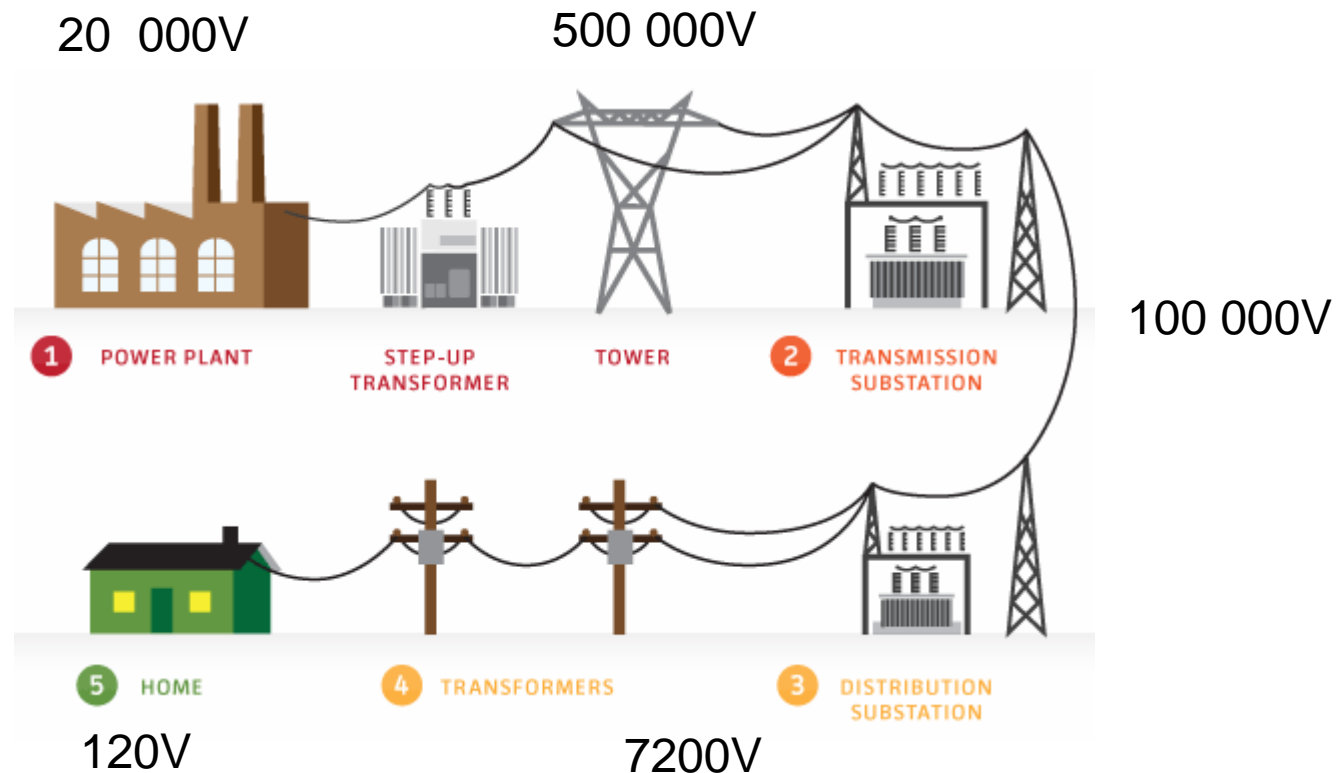 20 000V
500 000V
1 POWER PLANT
STEP-UP
TRANSFORMER
TOWER
2 TRANSMISSION
SUBSTATION
100 000V
5 HOME
4 TRANSFORMERS
3 DISTRIBUTION
SUBSTATION
120V
7200V